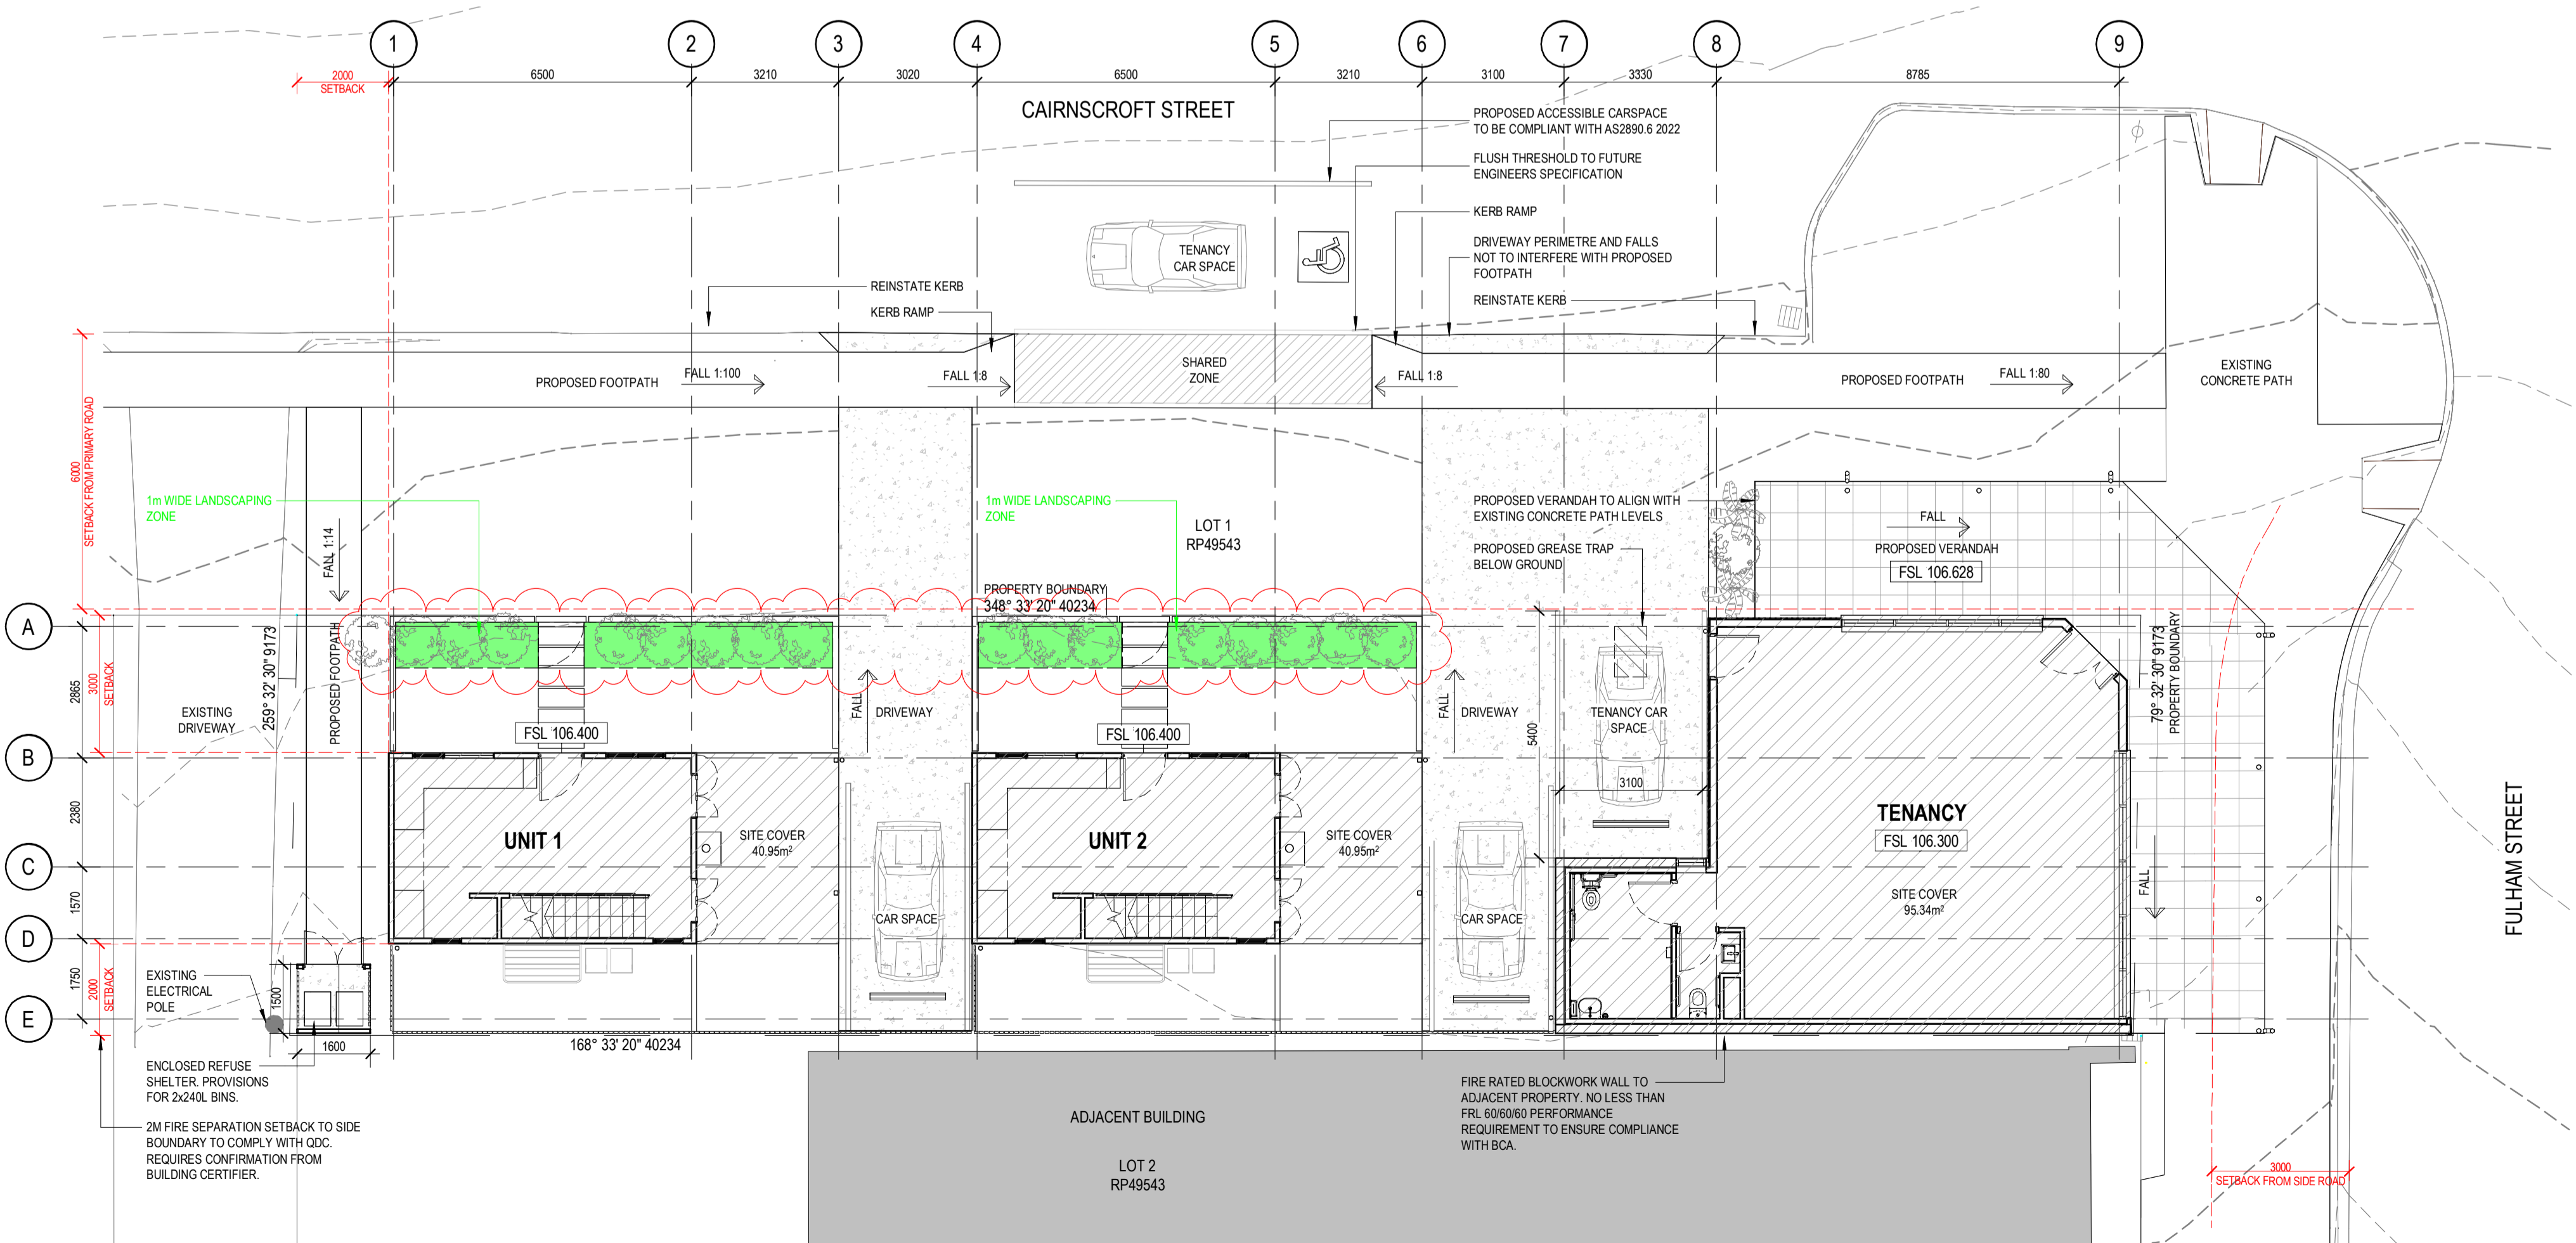 1
2
3
4
5
6
7
8
9
2000
SETBACK
6500
3210
3020
6500
3210
3100
3330
8785
CAIRNSCROFT STREET
PROPOSED ACCESSIBLE CARSPACE
TO BE COMPLIANT WITH AS2890.6 2022
FLUSH THRESHOLD TO FUTURE
ENGINEERS SPECIFICATION
KERB RAMP
DRIVEWAY PERIMETRE AND FALLS
NOT TO INTERFERE WITH PROPOSED
FOOTPATH
REINSTATE KERB
TENANCY
CAR SPACE
REINSTATE KERB
KERB RAMP
SHARED
ZONE
PROPOSED FOOTPATH
FALL 1:100
FALL 1:8
FALL 1:8
PROPOSED FOOTPATH
FALL 1:80
EXISTING
CONCRETE PATH
6000
SETBACK FROM PRIMARY ROAD
1m WIDE LANDSCAPING
ZONE
FALL 1:14
1m WIDE LANDSCAPING
ZONE
LOT 1
RP49543
PROPOSED VERANDAH TO ALIGN WITH
EXISTING CONCRETE PATH LEVELS
PROPOSED GREASE TRAP
BELOW GROUND
FALL
PROPOSED VERANDAH
FSL 106.628
PROPERTY BOUNDARY
348° 33' 20" 40234
A
B
C
D
E
2865
2380
1570
1750
3000
SETBACK
2000
SETBACK
EXISTING
DRIVEWAY
259° 32' 30" 9173
PROPOSED FOOTPATH
FSL 106.400
FALL
DRIVEWAY
FSL 106.400
FALL
DRIVEWAY
5400
TENANCY CAR
SPACE
3100
79° 32' 30" 9173
PROPERTY BOUNDARY
UNIT 1
SITE COVER
40.95m²
UNIT 2
SITE COVER
40.95m²
TENANCY
FSL 106.300
SITE COVER
95.34m²
FALL
FULHAM STREET
CAR SPACE
CAR SPACE
EXISTING
ELECTRICAL
POLE
1500
1600
168° 33' 20" 40234
ENCLOSED REFUSE
SHELTER. PROVISIONS
FOR 2x240L BINS.
2M FIRE SEPARATION SETBACK TO SIDE
BOUNDARY TO COMPLY WITH QDC.
REQUIRES CONFIRMATION FROM
BUILDING CERTIFIER.
ADJACENT BUILDING
LOT 2
RP49543
FIRE RATED BLOCKWORK WALL TO
ADJACENT PROPERTY. NO LESS THAN
FRL 60/60/60 PERFORMANCE
REQUIREMENT TO ENSURE COMPLIANCE
WITH BCA.
3000
SETBACK FROM SIDE ROAD